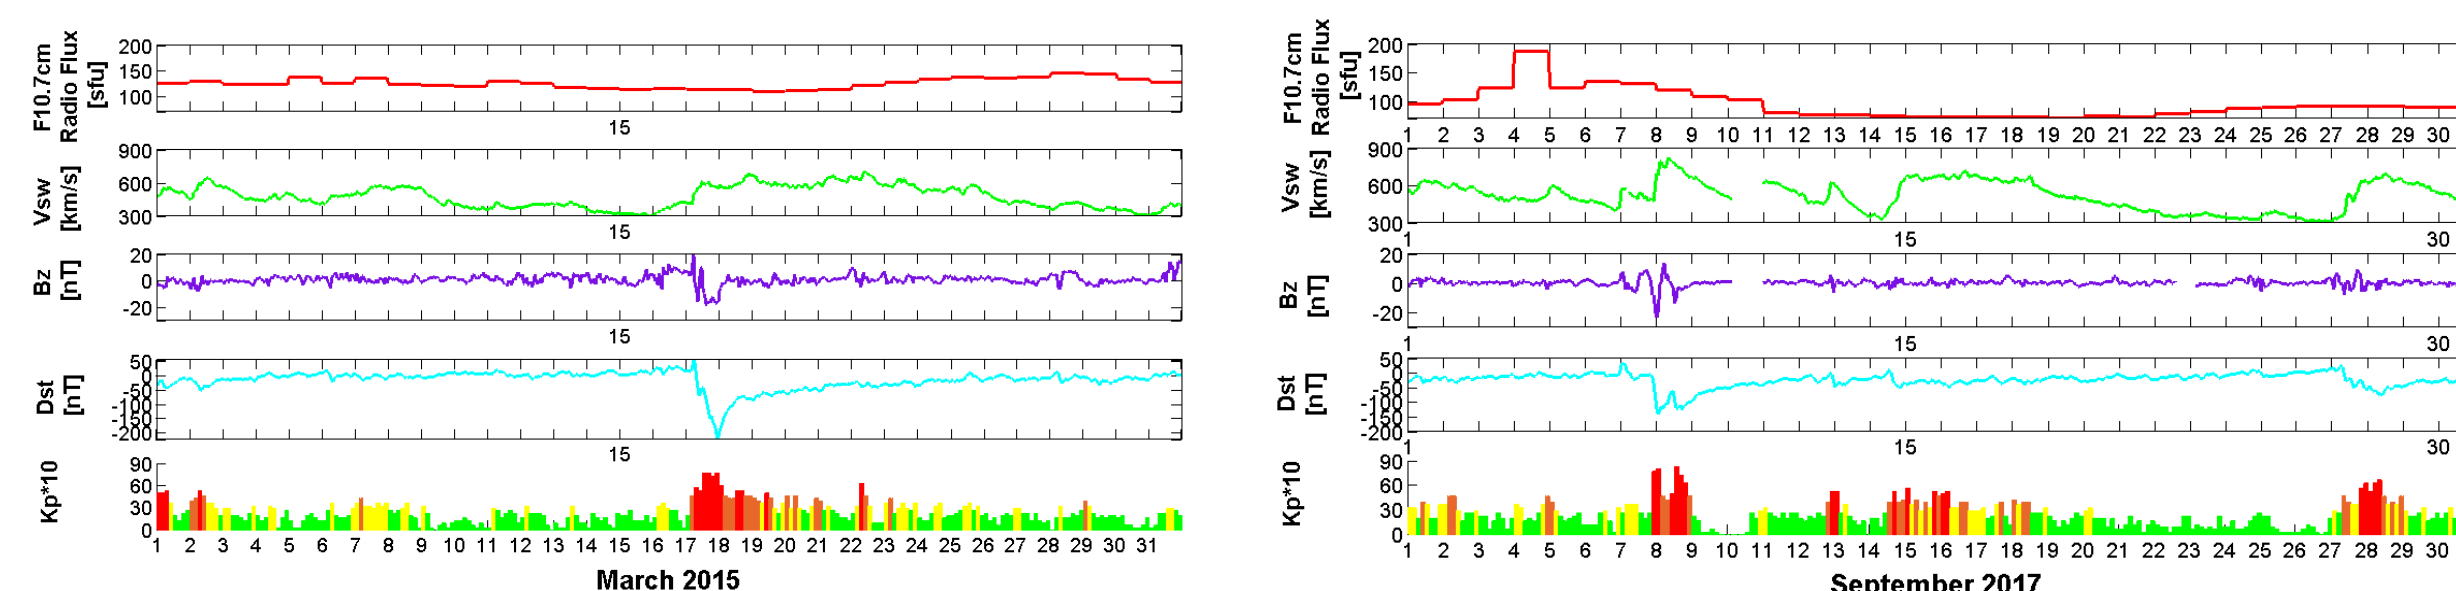 F10.7cm
Radio Flux
[sfu]
200
150
100
15
Vsw
[km/s]
900
600
300
15
Bz
[nT]
20
0
-20
15
Dst
[nT]
50
0
-50
-100
-150
-200
15
Kp*10
90
60
30
0
1 2 3 4 5 6 7 8 9 10 11 12 13 14 15 16 17 18 19 20 21 22 23 24 25 26 27 28 29 30 31
March 2015
F10.7cm
Radio Flux
[sfu]
200
150
100
1 2 3 4 5 6 7 8 9 10 11 12 13 14 15 16 17 18 19 20 21 22 23 24 25 26 27 28 29 30
Vsw
[km/s]
900
600
300
1 15 30
Bz
[nT]
20
0
-20
1 15 30
Dst
[nT]
50
0
-50
-100
-150
-200
1 15 30
Kp*10
90
60
30
0
1 2 3 4 5 6 7 8 9 10 11 12 13 14 15 16 17 18 19 20 21 22 23 24 25 26 27 28 29 30
September 2017